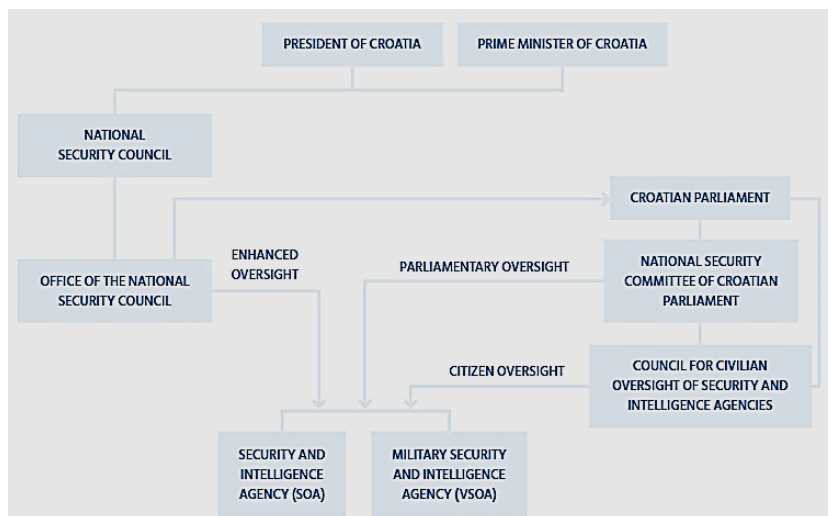 PRESIDENT OF CROATIA
PRIME MINISTER OF CROATIA
NATIONAL
SECURITY COUNCIL
CROATIAN PARLIAMENT
OFFICE OF THE NATIONAL
SECURITY COUNCIL
ENHANCED
OVERSIGHT
PARLIAMENTARY OVERSIGHT
NATIONAL SECURITY
COMMITTEE OF CROATIAN
PARLIAMENT
CITIZEN OVERSIGHT
COUNCIL FOR CIVILIAN
OVERSIGHT OF SECURITY AND
INTELLIGENCE AGENCIES
SECURITY AND
INTELLIGENCE
AGENCY (SOA)
MILITARY SECURITY
AND INTELLIGENCE
AGENCY (VSOA)